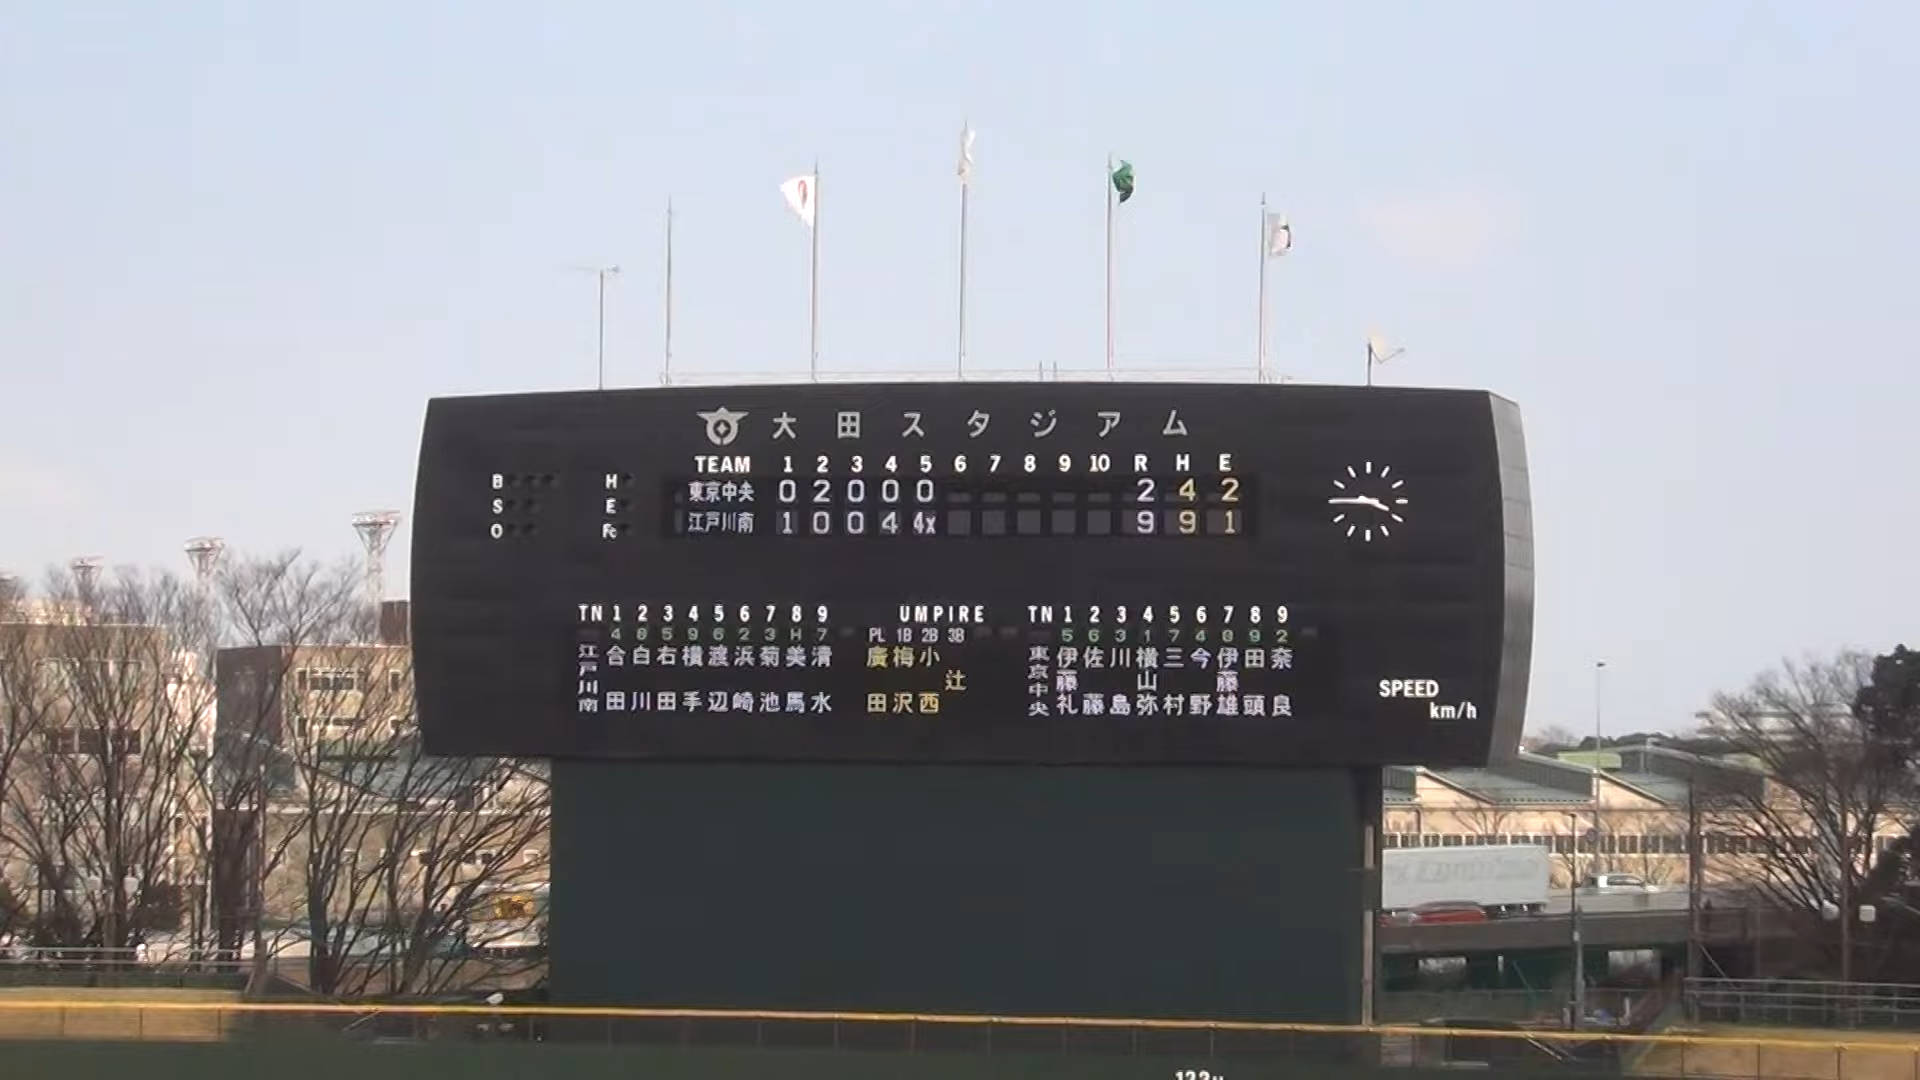 大田スタジアム
TEAM 1 2 3 4 5 6 7 8 9 10 R H E
東京中央 0 2 0 0 0 2 4 2
江戸川南 1 0 0 4 4x 9 9 1
B H
S E
O Fc
TN 1 2 3 4 5 6 7 8 9
4 8 5 9 6 2 3 H 7
江戸川南 合田 白川 右田 横手 渡辺 浜崎 菊池 美馬 清水
UMPIRE
PL 1B 2B 3B
廣田 梅沢 小西 辻
TN 1 2 3 4 5 6 7 8 9
5 6 3 1 7 4 8 9 2
東京中央 伊藤礼 佐藤 川島 横山弥 三村 今野 伊藤雄 田頭 奈良
SPEED
km/h